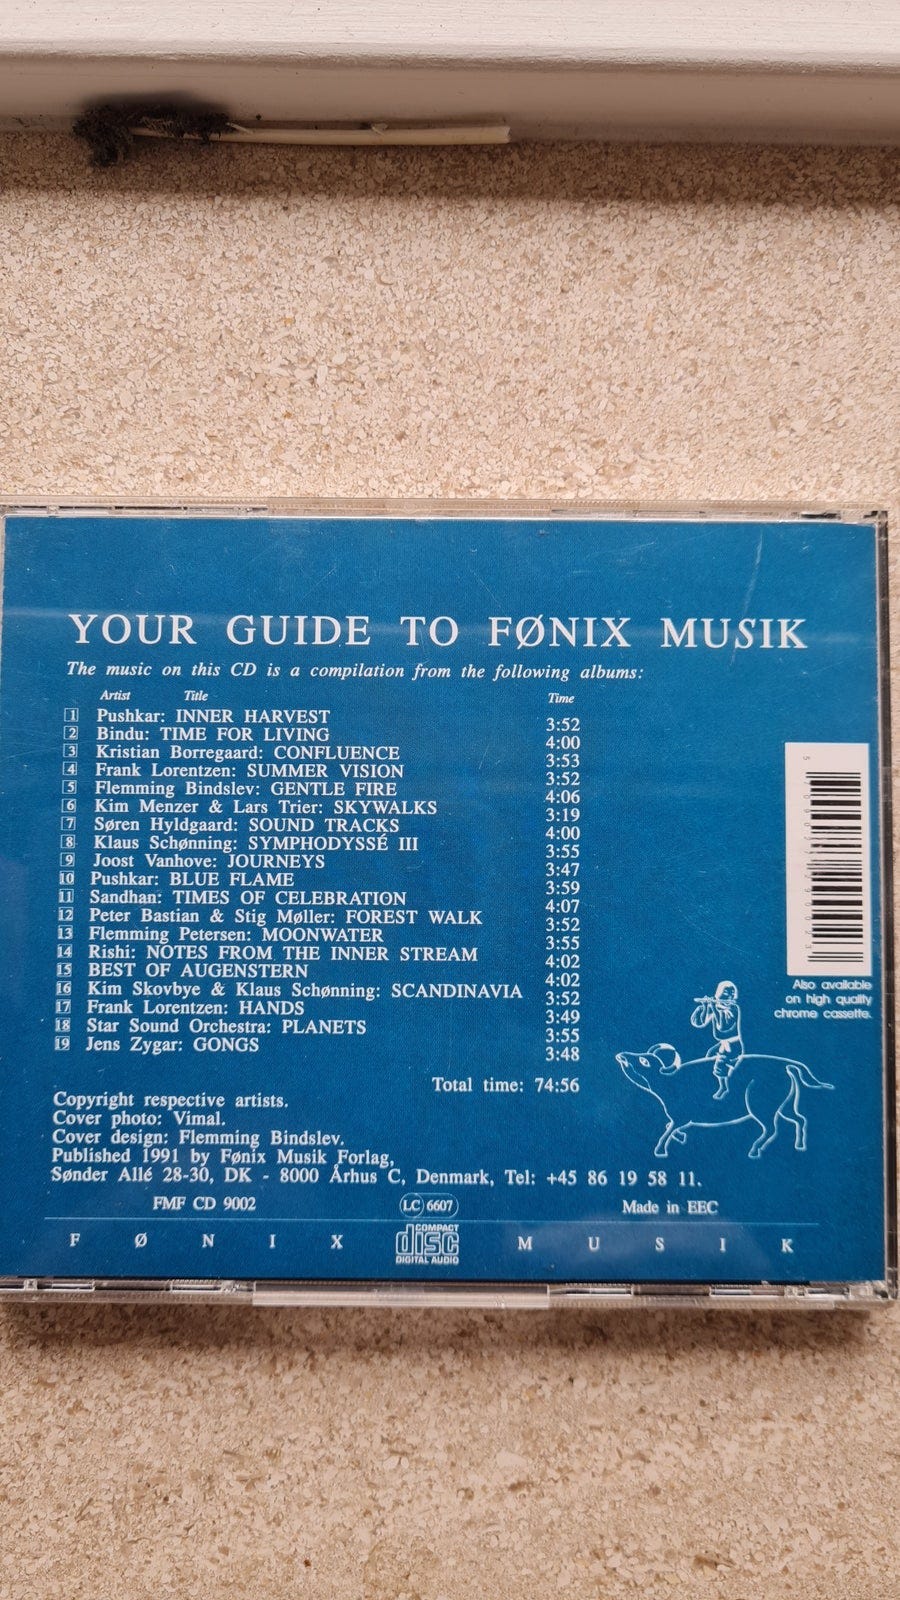 YOUR GUIDE TO FØNIX MUSIK
The music on this CD is a compilation from the following albums:
Artist Title Time
1 Pushkar: INNER HARVEST 3:52
2 Bindu: TIME FOR LIVING 4:00
3 Kristian Borregaard: CONFLUENCE 3:53
4 Frank Lorentzen: SUMMER VISION 3:52
5 Flemming Bindslev: GENTLE FIRE 4:06
6 Kim Menzer & Lars Trier: SKYWALKS 3:19
7 Søren Hyldgaard: SOUND TRACKS 4:00
8 Klaus Schønning: SYMPHODYSSÉ III 3:55
9 Joost Vanhove: JOURNEYS 3:47
10 Pushkar: BLUE FLAME 3:59
11 Sandhan: TIMES OF CELEBRATION 4:07
12 Peter Bastian & Stig Møller: FOREST WALK 3:52
13 Flemming Petersen: MOONWATER 3:55
14 Rishi: NOTES FROM THE INNER STREAM 4:02
15 BEST OF AUGENSTERN 4:02
16 Kim Skovbye & Klaus Schønning: SCANDINAVIA 3:52
17 Frank Lorentzen: HANDS 3:49
18 Star Sound Orchestra: PLANETS 3:55
19 Jens Zygar: GONGS 3:48
Total time: 74:56
Also available
on high quality
chrome cassette.
Copyright respective artists.
Cover photo: Vimal.
Cover design: Flemming Bindslev.
Published 1991 by Fønix Musik Forlag,
Sønder Allé 28-30, DK - 8000 Århus C, Denmark, Tel: +45 86 19 58 11.
FMF CD 9002 LC 6607 Made in EEC
FØNIX COMPACT disc DIGITAL AUDIO MUSIK